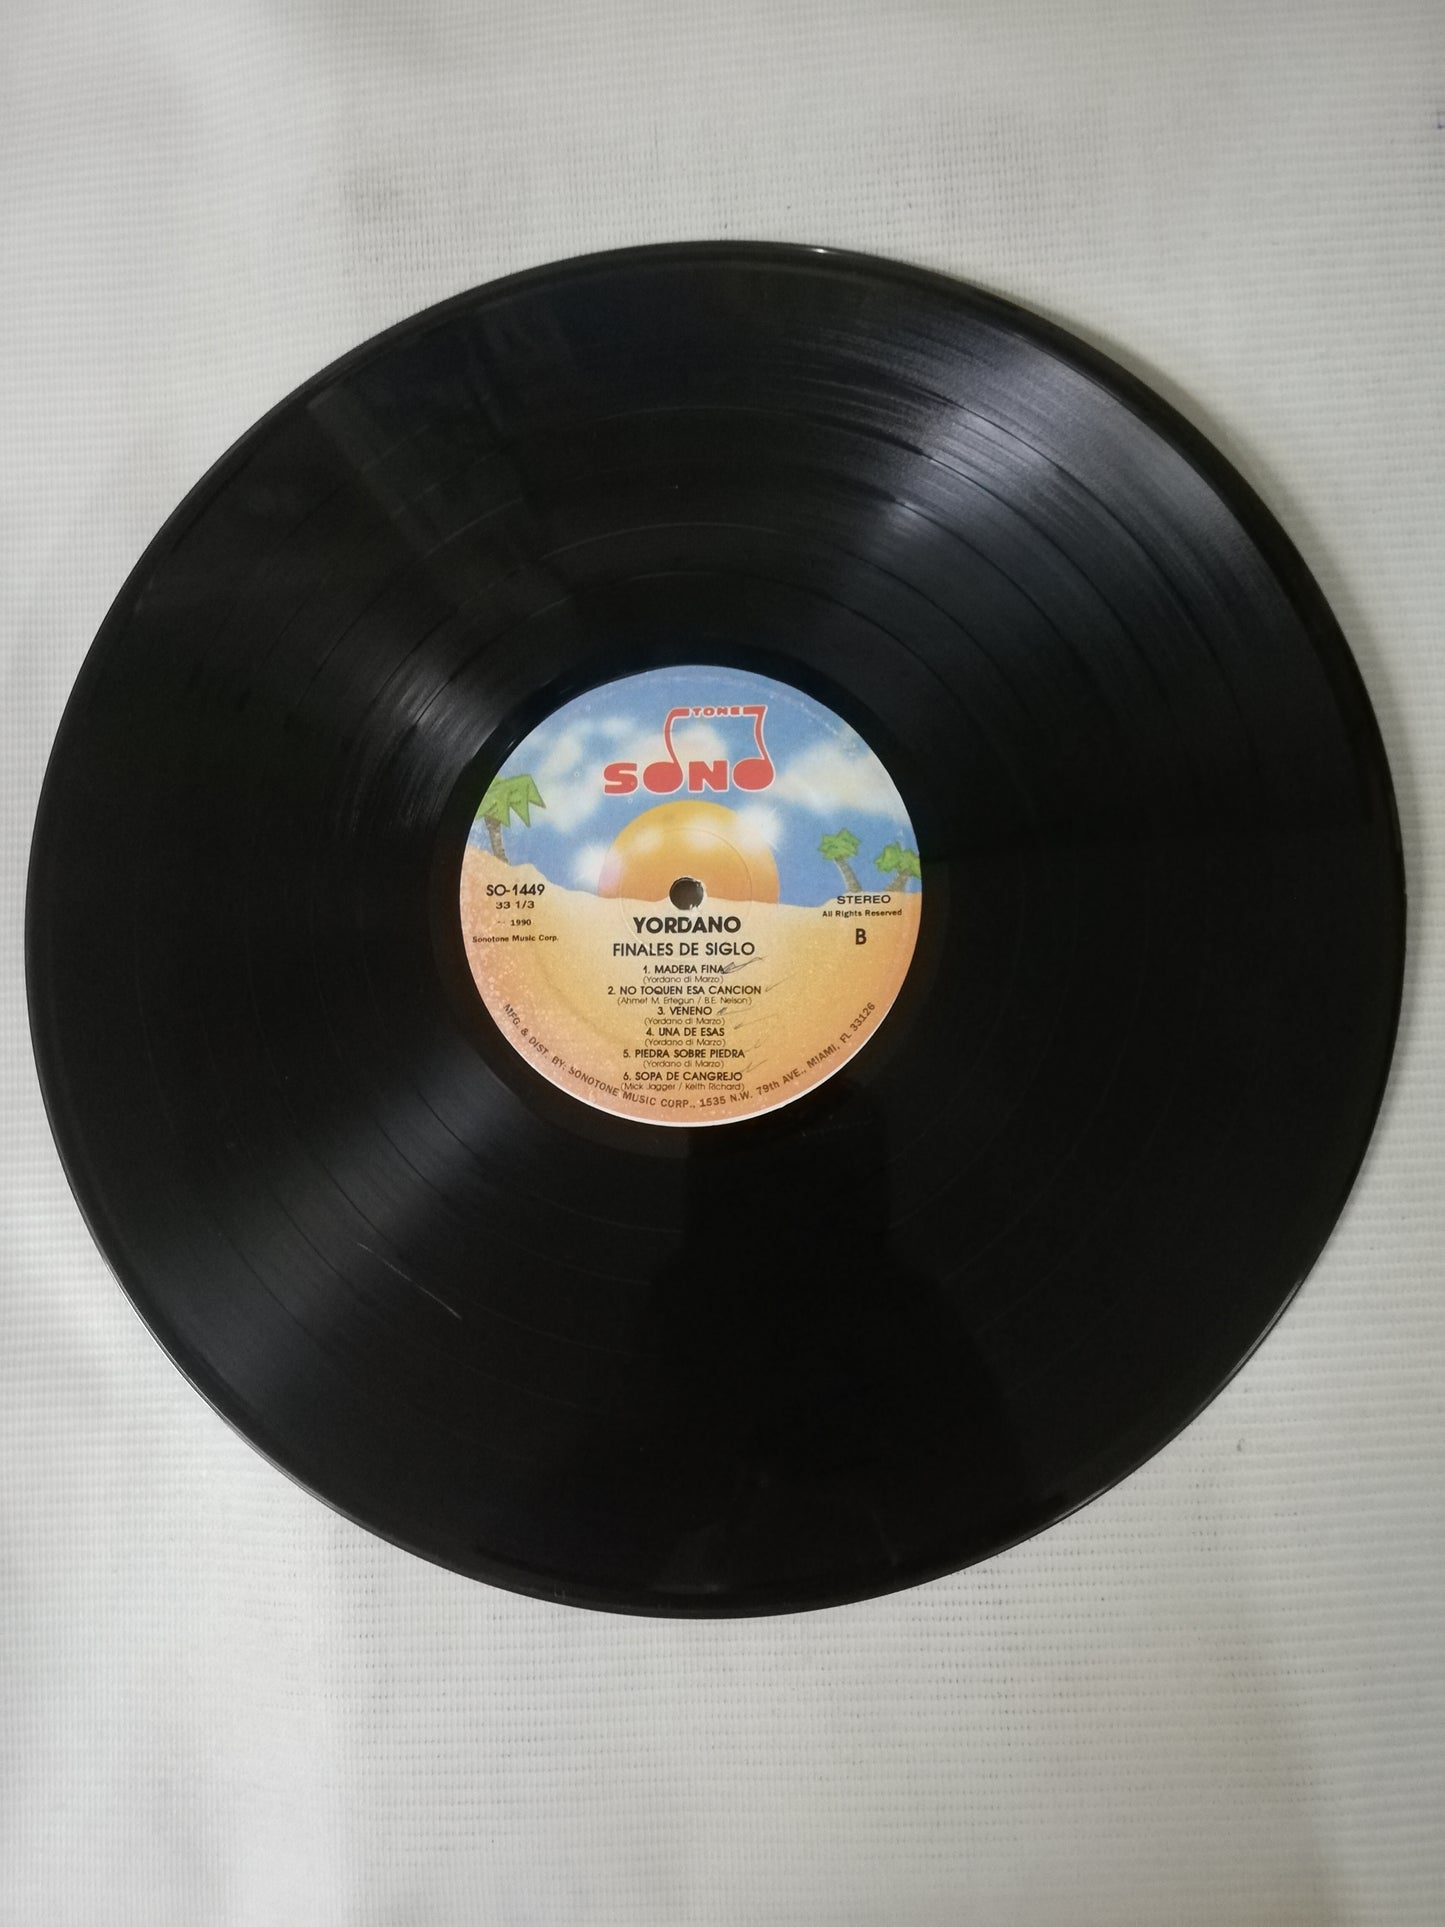 TONE
SONO
SO-1449
33 1/3
1990
Sonotone Music Corp.
STEREO
All Rights Reserved
B
YORDANO
FINALES DE SIGLO
1. MADERA FINA
(Yordano di Marzo)
2. NO TOQUEN ESA CANCION
(Ahmet M. Ertegun / B.E. Nelson)
3. VENENO
(Yordano di Marzo)
4. UNA DE ESAS
(Yordano di Marzo)
5. PIEDRA SOBRE PIEDRA
(Yordano di Marzo)
6. SOPA DE CANGREJO
(Mick Jagger / Keith Richard)
MFG. & DIST. BY: SONOTONE MUSIC CORP., 1535 N.W. 79th AVE., MIAMI, FL 33126